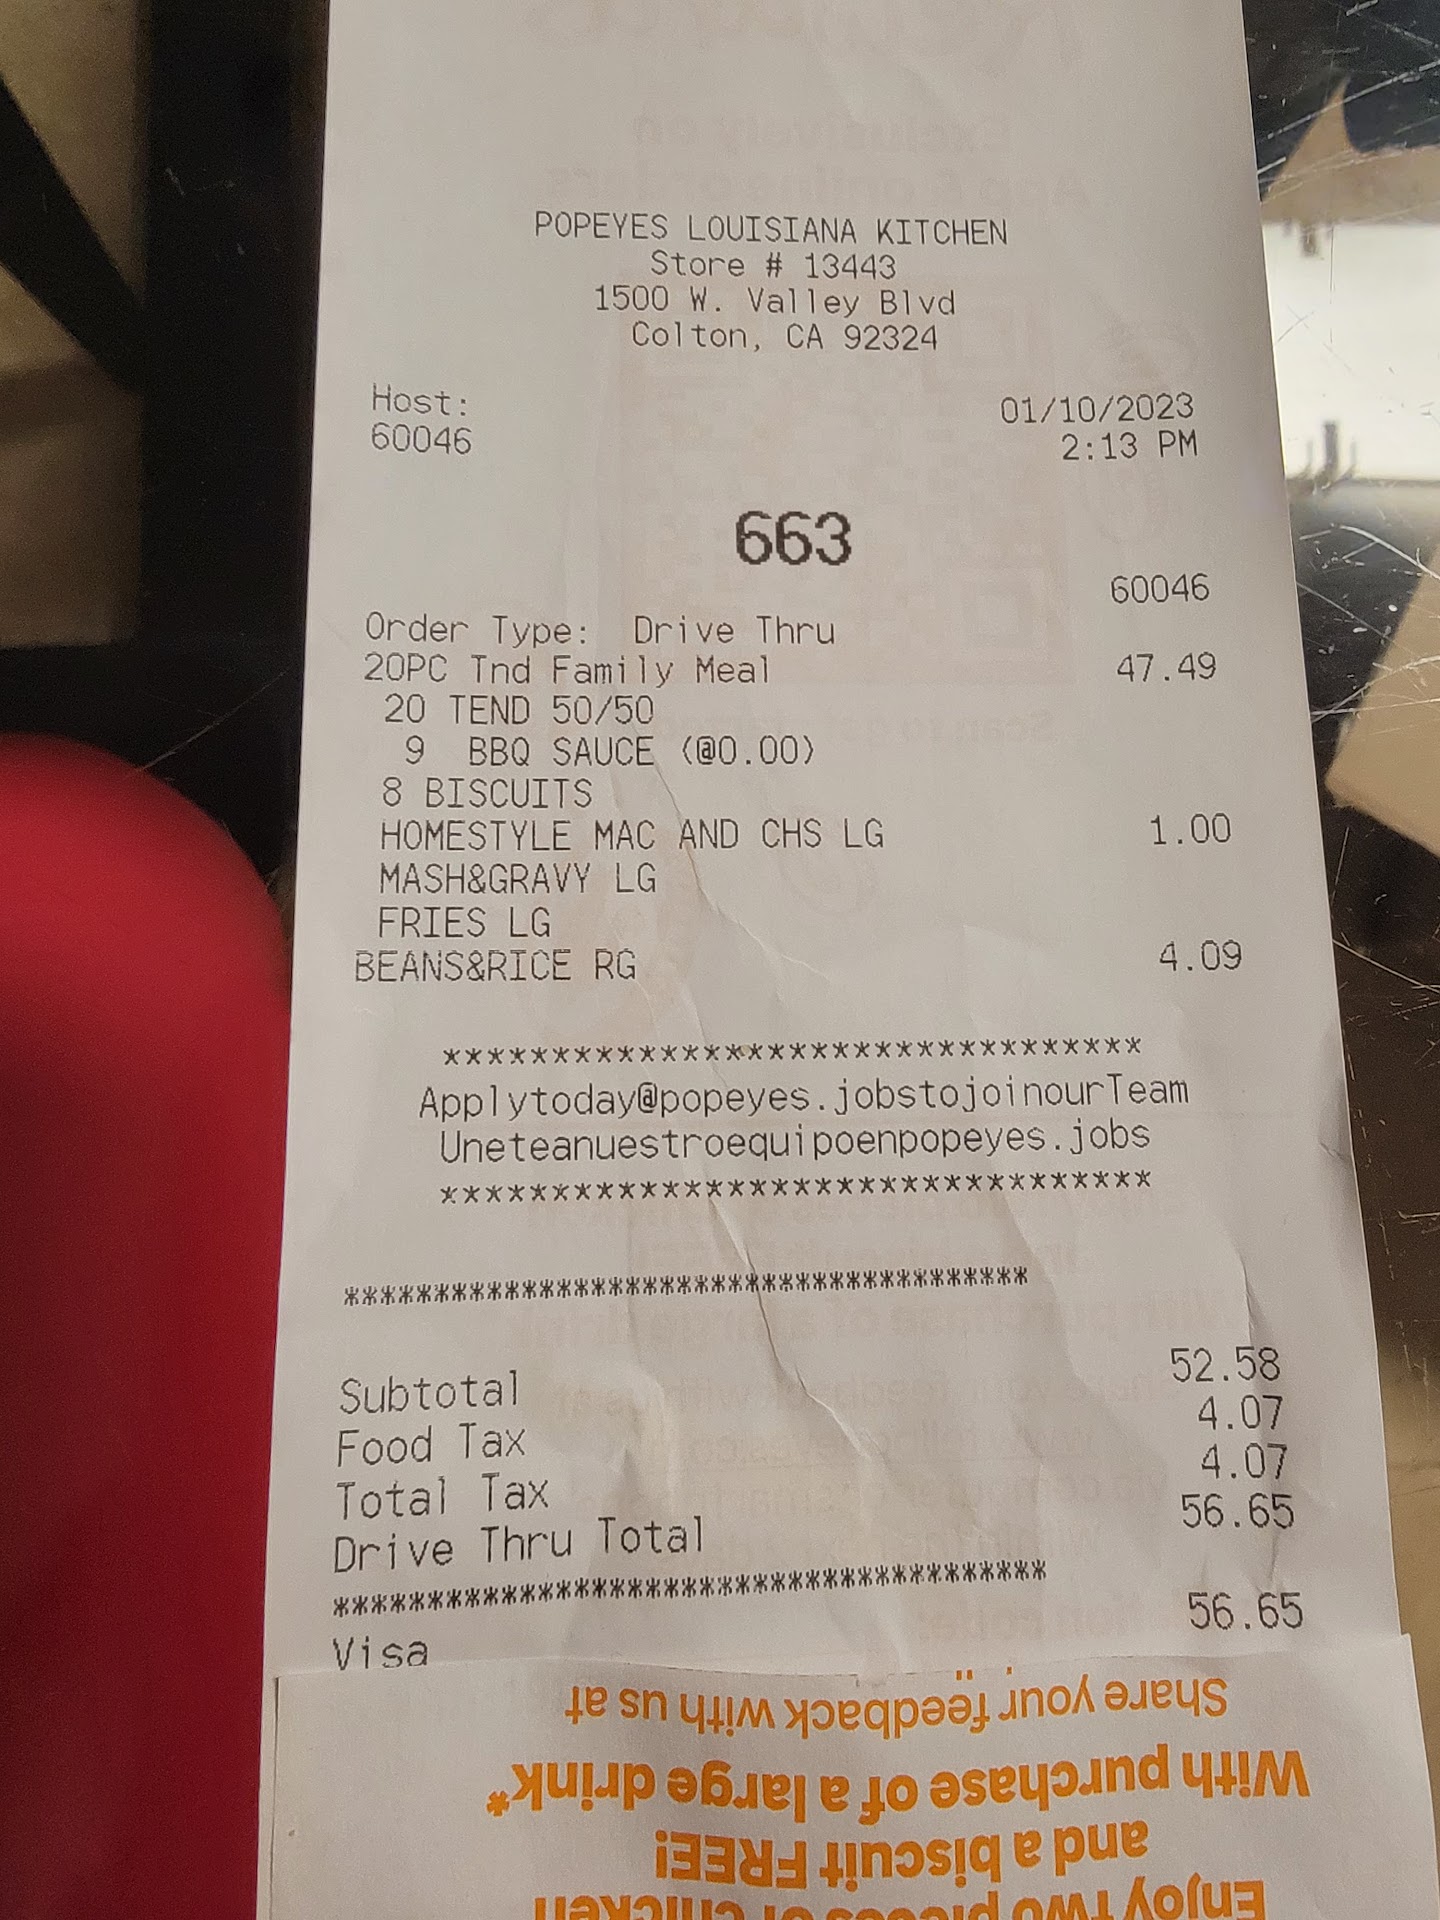 POPEYES LOUISIANA KITCHEN
Store # 13443
1500 W. Valley Blvd
Colton, CA 92324
Host: 01/10/2023
60046 2:13 PM
663
60046
Order Type: Drive Thru
20PC Tnd Family Meal 47.49
20 TEND 50/50
9 BBQ SAUCE (@0.00)
8 BISCUITS
HOMESTYLE MAC AND CHS LG 1.00
MASH&GRAVY LG
FRIES LG
BEANS&RICE RG 4.09
*********************************
Applytoday@popeyes.jobstojoinourTeam
Uneteanuestroequipoenpopeyes.jobs
*********************************
***************************************
Subtotal 52.58
Food Tax 4.07
Total Tax 4.07
Drive Thru Total 56.65
***************************************
Visa 56.65
Share your feedback with us at
With purchase of a large drink*
and a biscuit FREE!
Enjoy two pieces of chicken